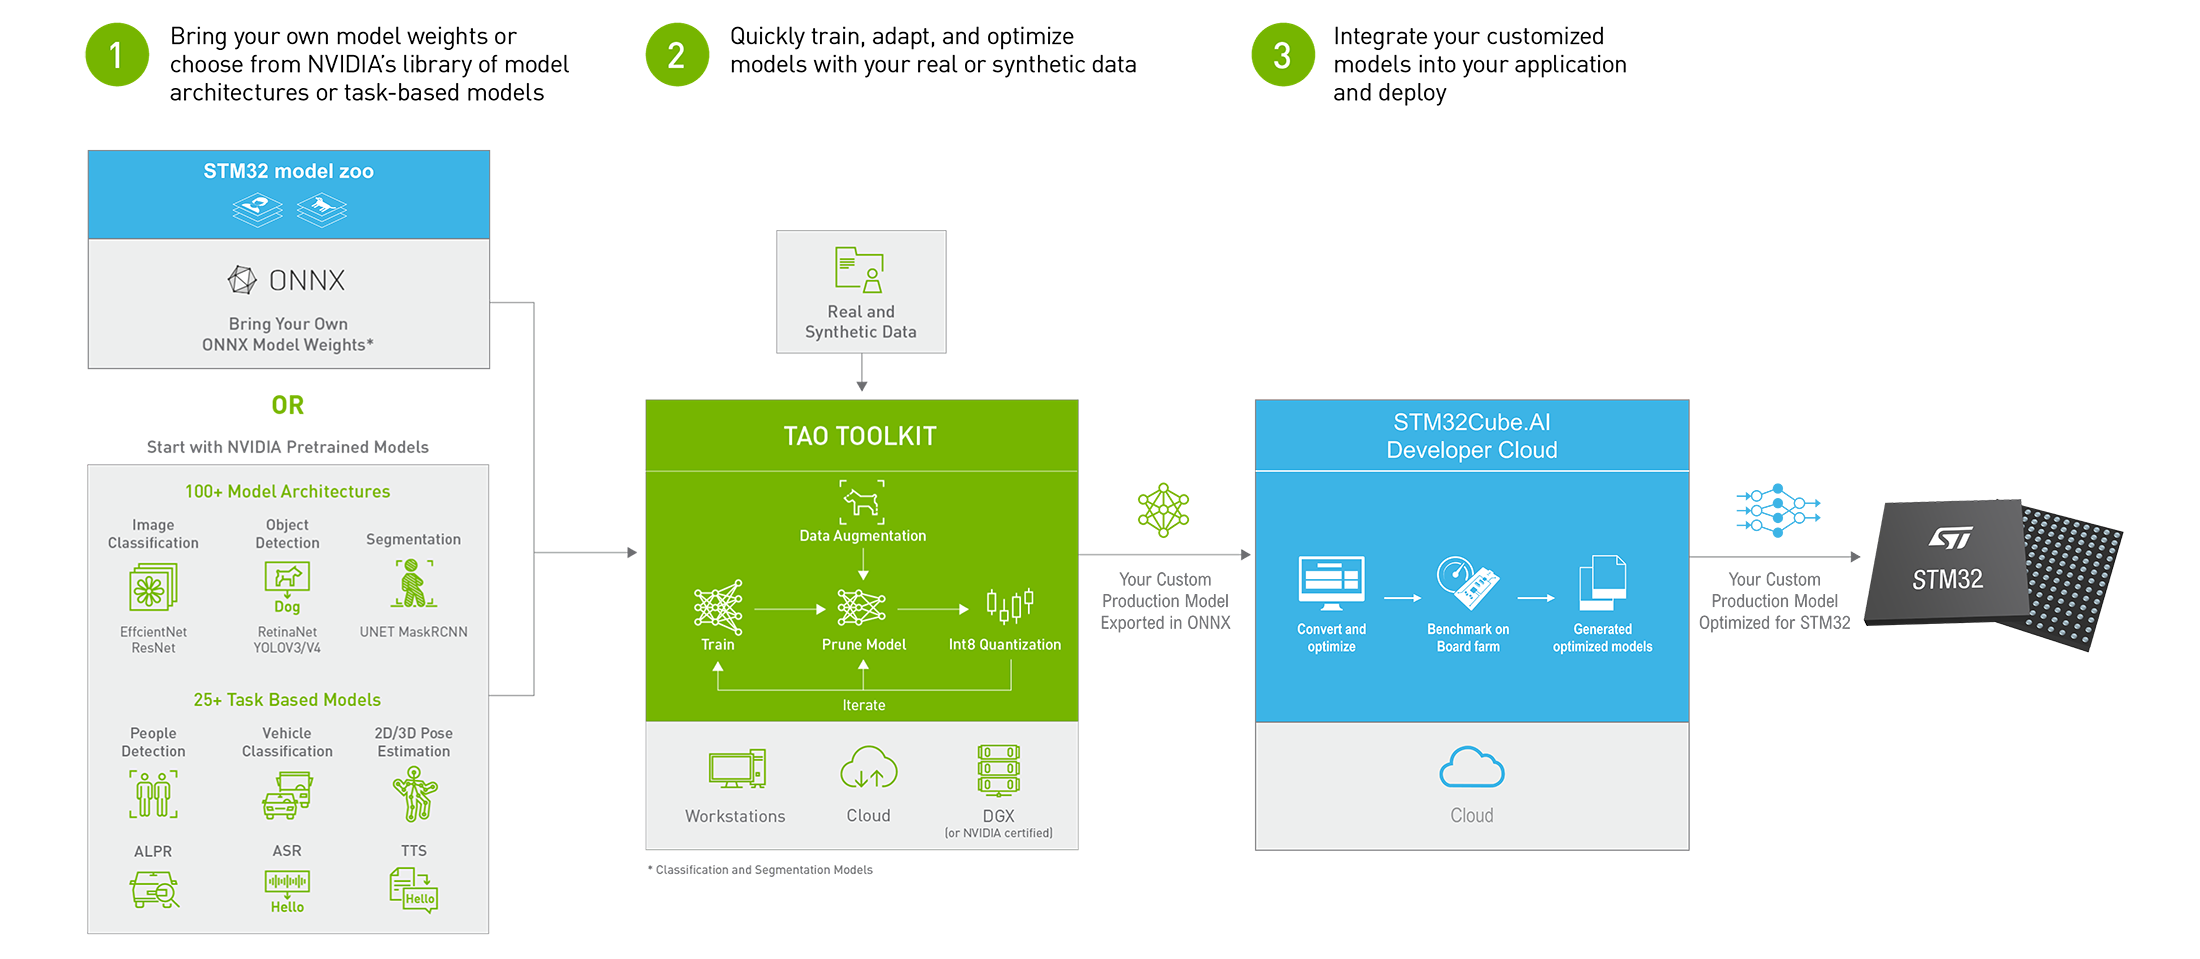 1
Bring your own model weights or
choose from NVIDIA's library of model
architectures or task-based models
2
Quickly train, adapt, and optimize
models with your real or synthetic data
3
Integrate your customized
models into your application
and deploy
STM32 model zoo
ONNX
Bring Your Own
ONNX Model Weights*
OR
Start with NVIDIA Pretrained Models
100+ Model Architectures
Image
Classification
EffcientNet
ResNet
Object
Detection
Dog
RetinaNet
YOLOV3/V4
Segmentation
UNET MaskRCNN
25+ Task Based Models
People
Detection
Vehicle
Classification
2D/3D Pose
Estimation
ALPR
ASR
Hello
TTS
Hello
Real and
Synthetic Data
TAO TOOLKIT
Data Augmentation
Train
Prune Model
Int8 Quantization
Iterate
Workstations
Cloud
DGX
(or NVIDIA certified)
* Classification and Segmentation Models
Your Custom
Production Model
Exported in ONNX
STM32Cube.AI
Developer Cloud
Convert and
optimize
Benchmark on
Board farm
Generated
optimized models
Cloud
Your Custom
Production Model
Optimized for STM32
ST
STM32